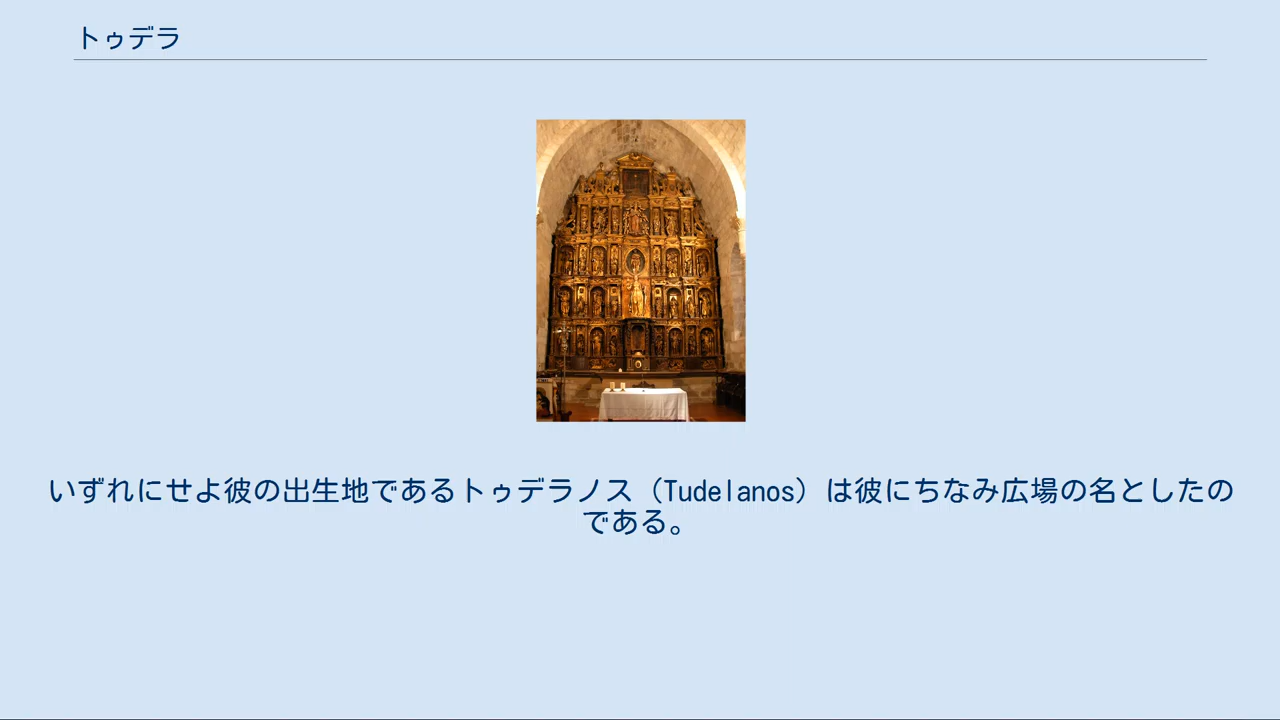 トゥデラ
いずれにせよ彼の出生地であるトゥデラノス（Tudelanos）は彼にちなみ広場の名としたの
である。